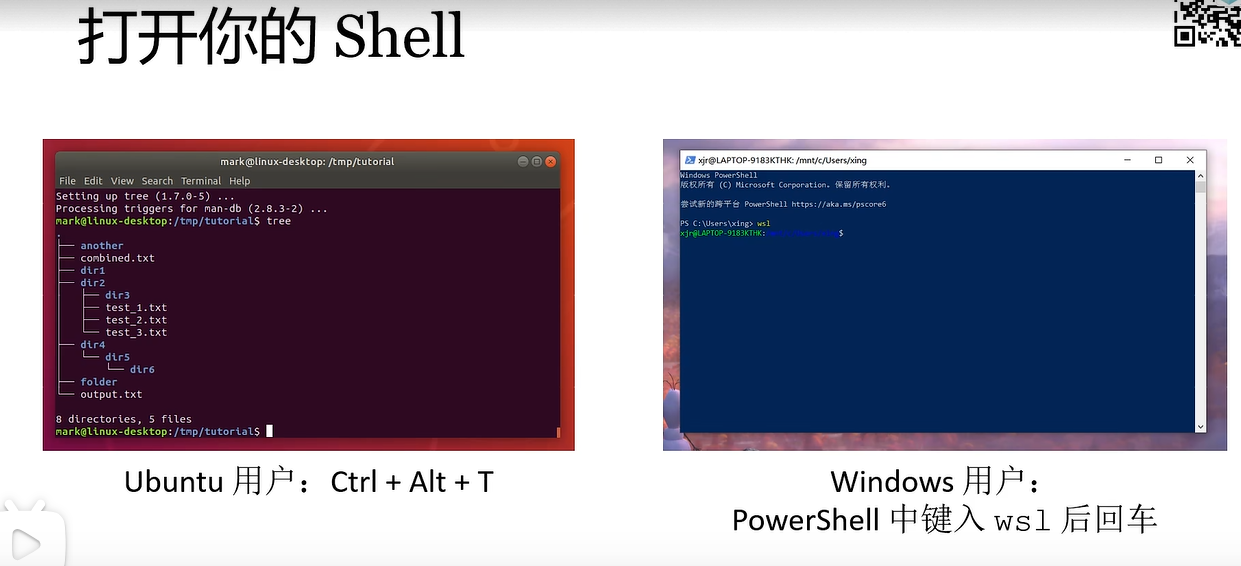 打开你的 Shell
mark@linux-desktop: /tmp/tutorial
File Edit View Search Terminal Help
Setting up tree (1.7.0-5) ...
Processing triggers for man-db (2.8.3-2) ...
mark@linux-desktop:/tmp/tutorial$ tree
.
├── another
├── combined.txt
├── dir1
├── dir2
│   ├── dir3
│   ├── test_1.txt
│   ├── test_2.txt
│   └── test_3.txt
├── dir4
│   └── dir5
│       └── dir6
├── folder
└── output.txt
8 directories, 5 files
mark@linux-desktop:/tmp/tutorial$
Ubuntu 用户：Ctrl + Alt + T
xjr@LAPTOP-9183KTHK: /mnt/c/Users/xing
Windows PowerShell
版权所有 (C) Microsoft Corporation. 保留所有权利。
尝试新的跨平台 PowerShell https://aka.ms/pscore6
PS C:\Users\xing> wsl
xjr@LAPTOP-9183KTHK: $
Windows 用户：
PowerShell 中键入 wsl 后回车